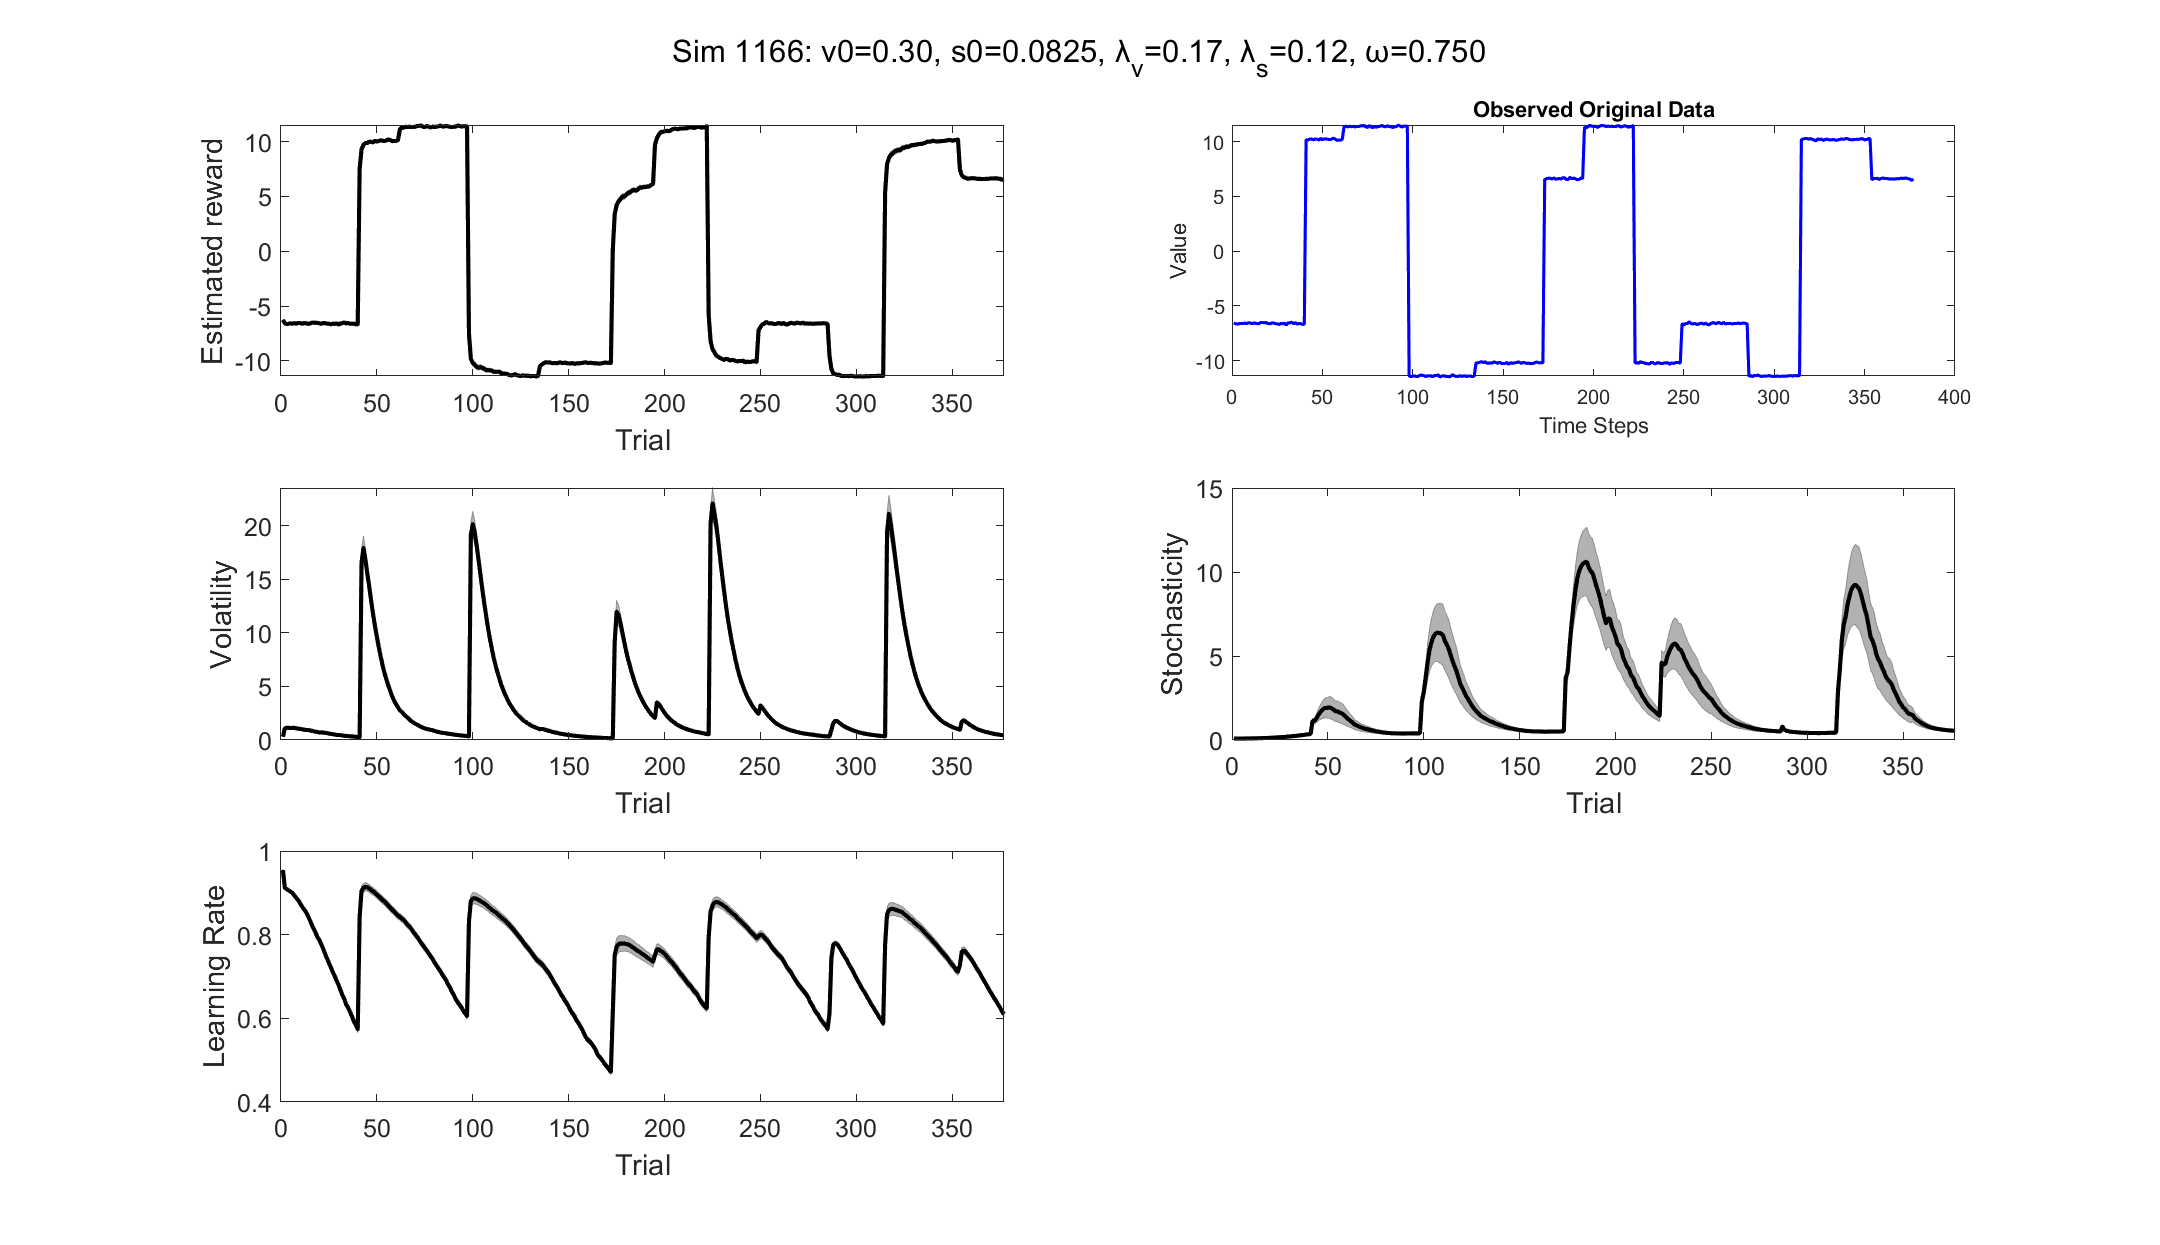 Sim 1166: v0=0.30, s0=0.0825, λv=0.17, λs=0.12, ω=0.750
Estimated reward
10
5
0
-5
-10
0 50 100 150 200 250 300 350
Trial
Observed Original Data
Value
10
5
0
-5
-10
0 50 100 150 200 250 300 350 400
Time Steps
Volatility
20
15
10
5
0
0 50 100 150 200 250 300 350
Trial
Stochasticity
15
10
5
0
0 50 100 150 200 250 300 350
Trial
Learning Rate
1
0.8
0.6
0.4
0 50 100 150 200 250 300 350
Trial